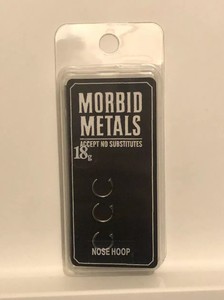 MORBID
METALS
ACCEPT NO SUBSTITUTES
18g
NOSE HOOP